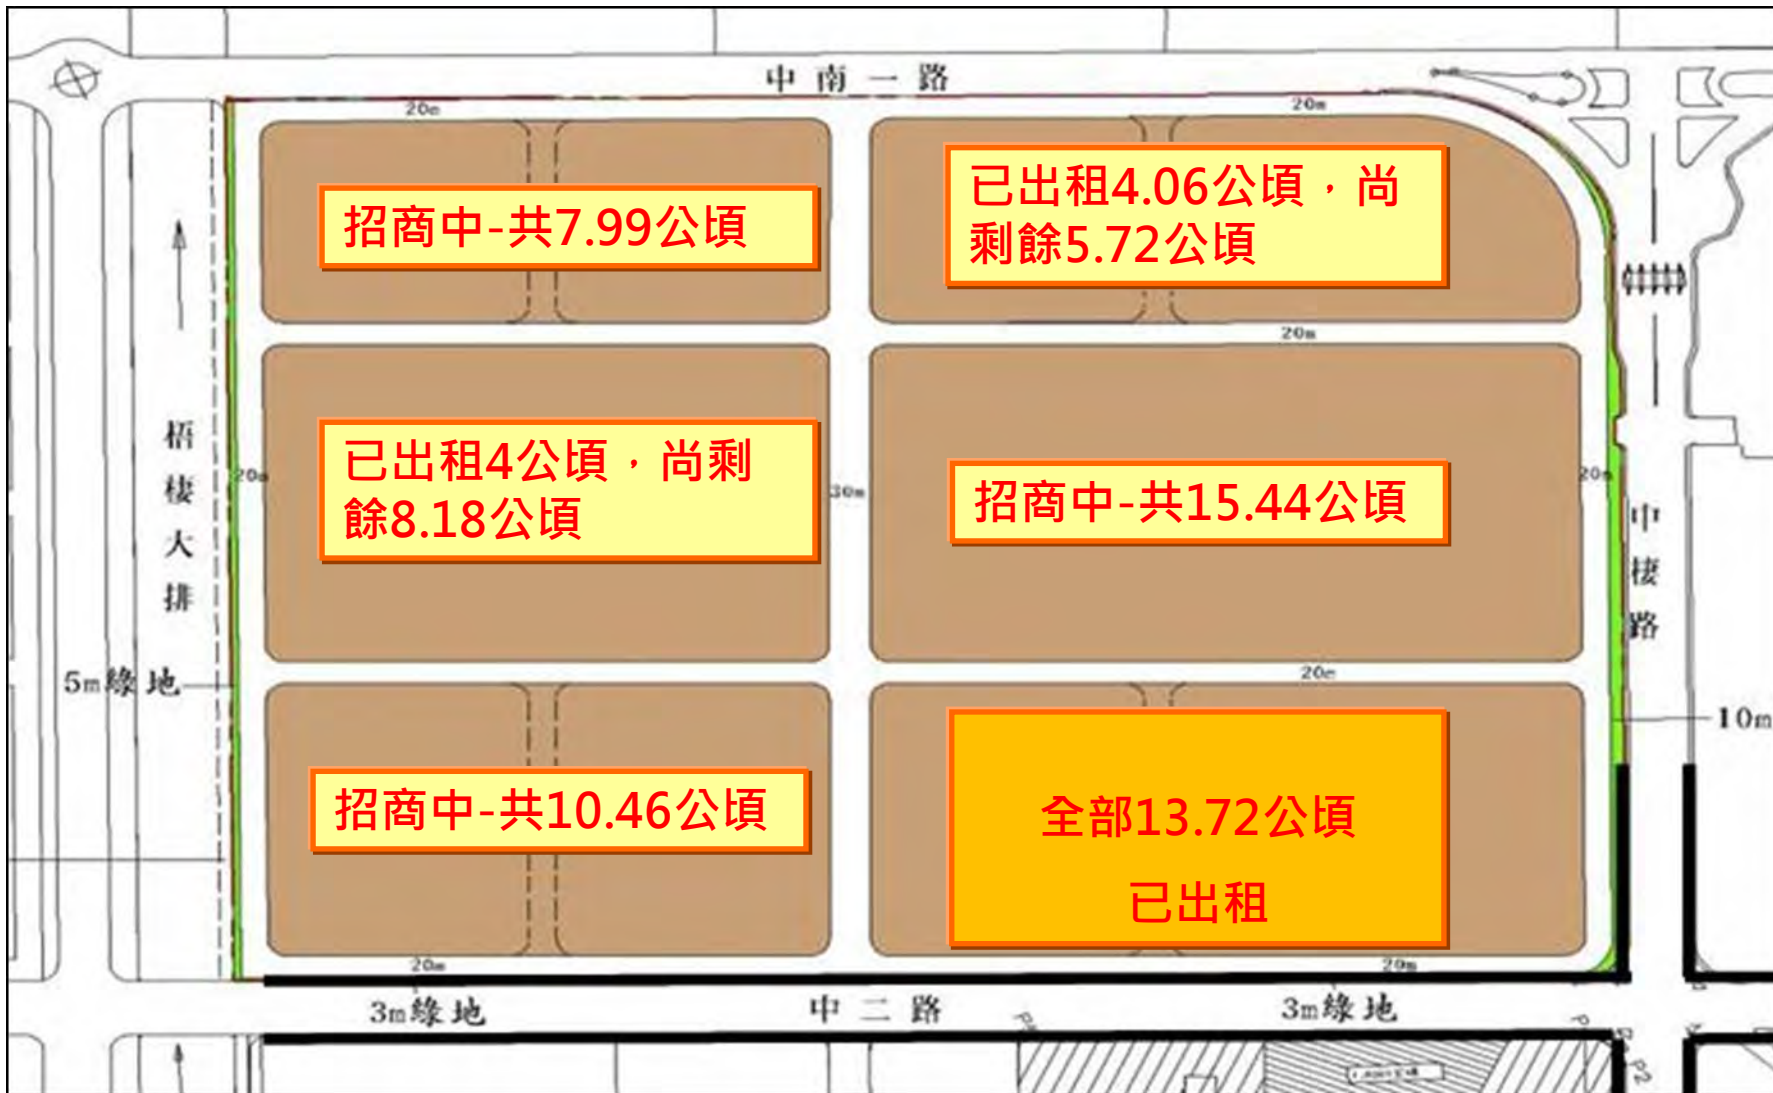 中南一路
20m
20m
招商中-共7.99公頃
已出租4.06公頃，尚
剩餘5.72公頃
20m
梧棲大排
20m
已出租4公頃，尚剩
餘8.18公頃
30m
招商中-共15.44公頃
20m
中棲路
5m綠地
20m
10m
招商中-共10.46公頃
全部13.72公頃
已出租
20m
20m
3m綠地
中二路
3m綠地
P2